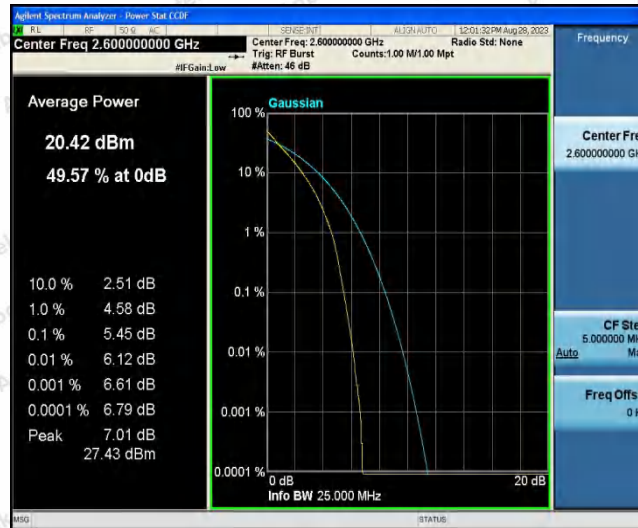 Agilent Spectrum Analyzer - Power Stat CCDF
RL RF 50 Ω AC SENSE:INT ALIGN AUTO 12:01:32 PM Aug 28, 2023
Center Freq 2.600000000 GHz
Center Freq: 2.600000000 GHz Radio Std: None
Trig: RF Burst Counts:1.00 M/1.00 Mpt
#IFGain:Low #Atten: 46 dB
Frequency
Average Power
20.42 dBm
49.57 % at 0dB
10.0 % 2.51 dB
1.0 % 4.58 dB
0.1 % 5.45 dB
0.01 % 6.12 dB
0.001 % 6.61 dB
0.0001 % 6.79 dB
Peak 7.01 dB
27.43 dBm
Gaussian
100 %
10 %
1 %
0.1 %
0.01 %
0.001 %
0.0001 %
0 dB 20 dB
Info BW 25.000 MHz
Center Fre
2.600000000 GH
CF Ste
5.000000 MH
Auto Ma
Freq Offs
0 H
MSG STATUS